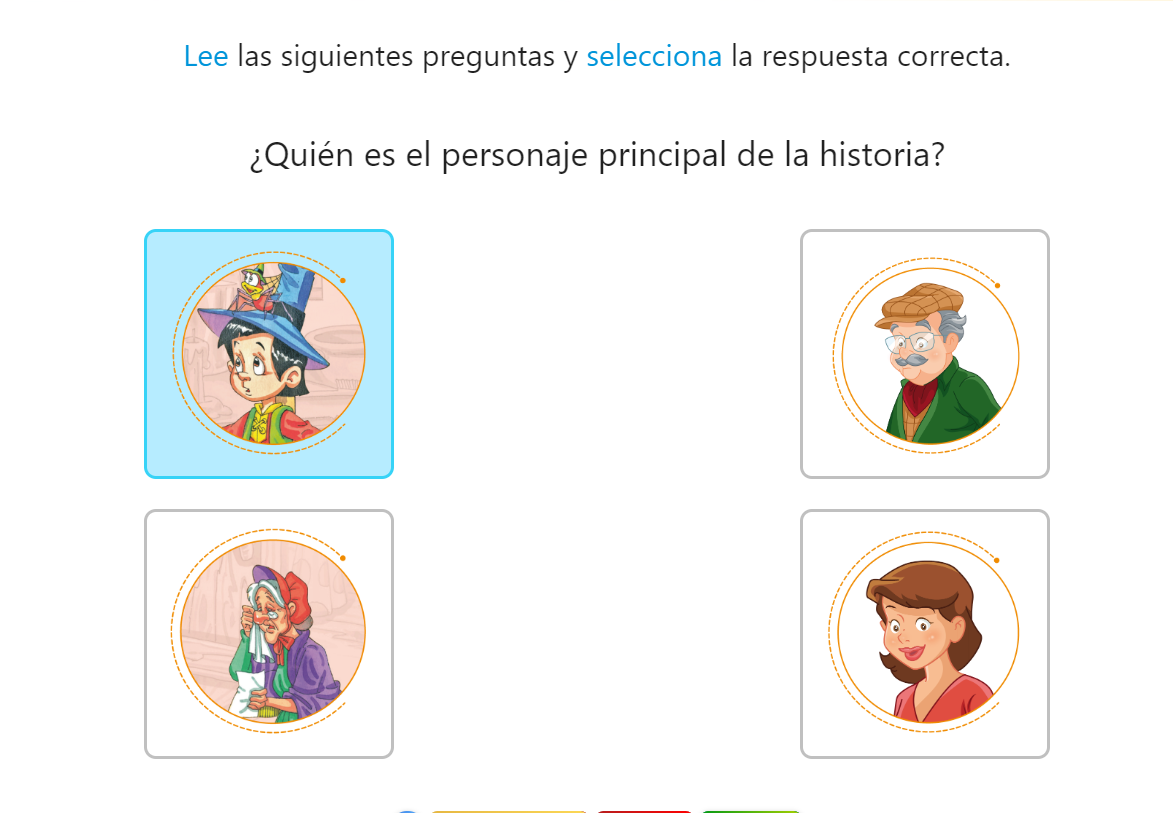 Lee las siguientes preguntas y selecciona la respuesta correcta.
¿Quién es el personaje principal de la historia?